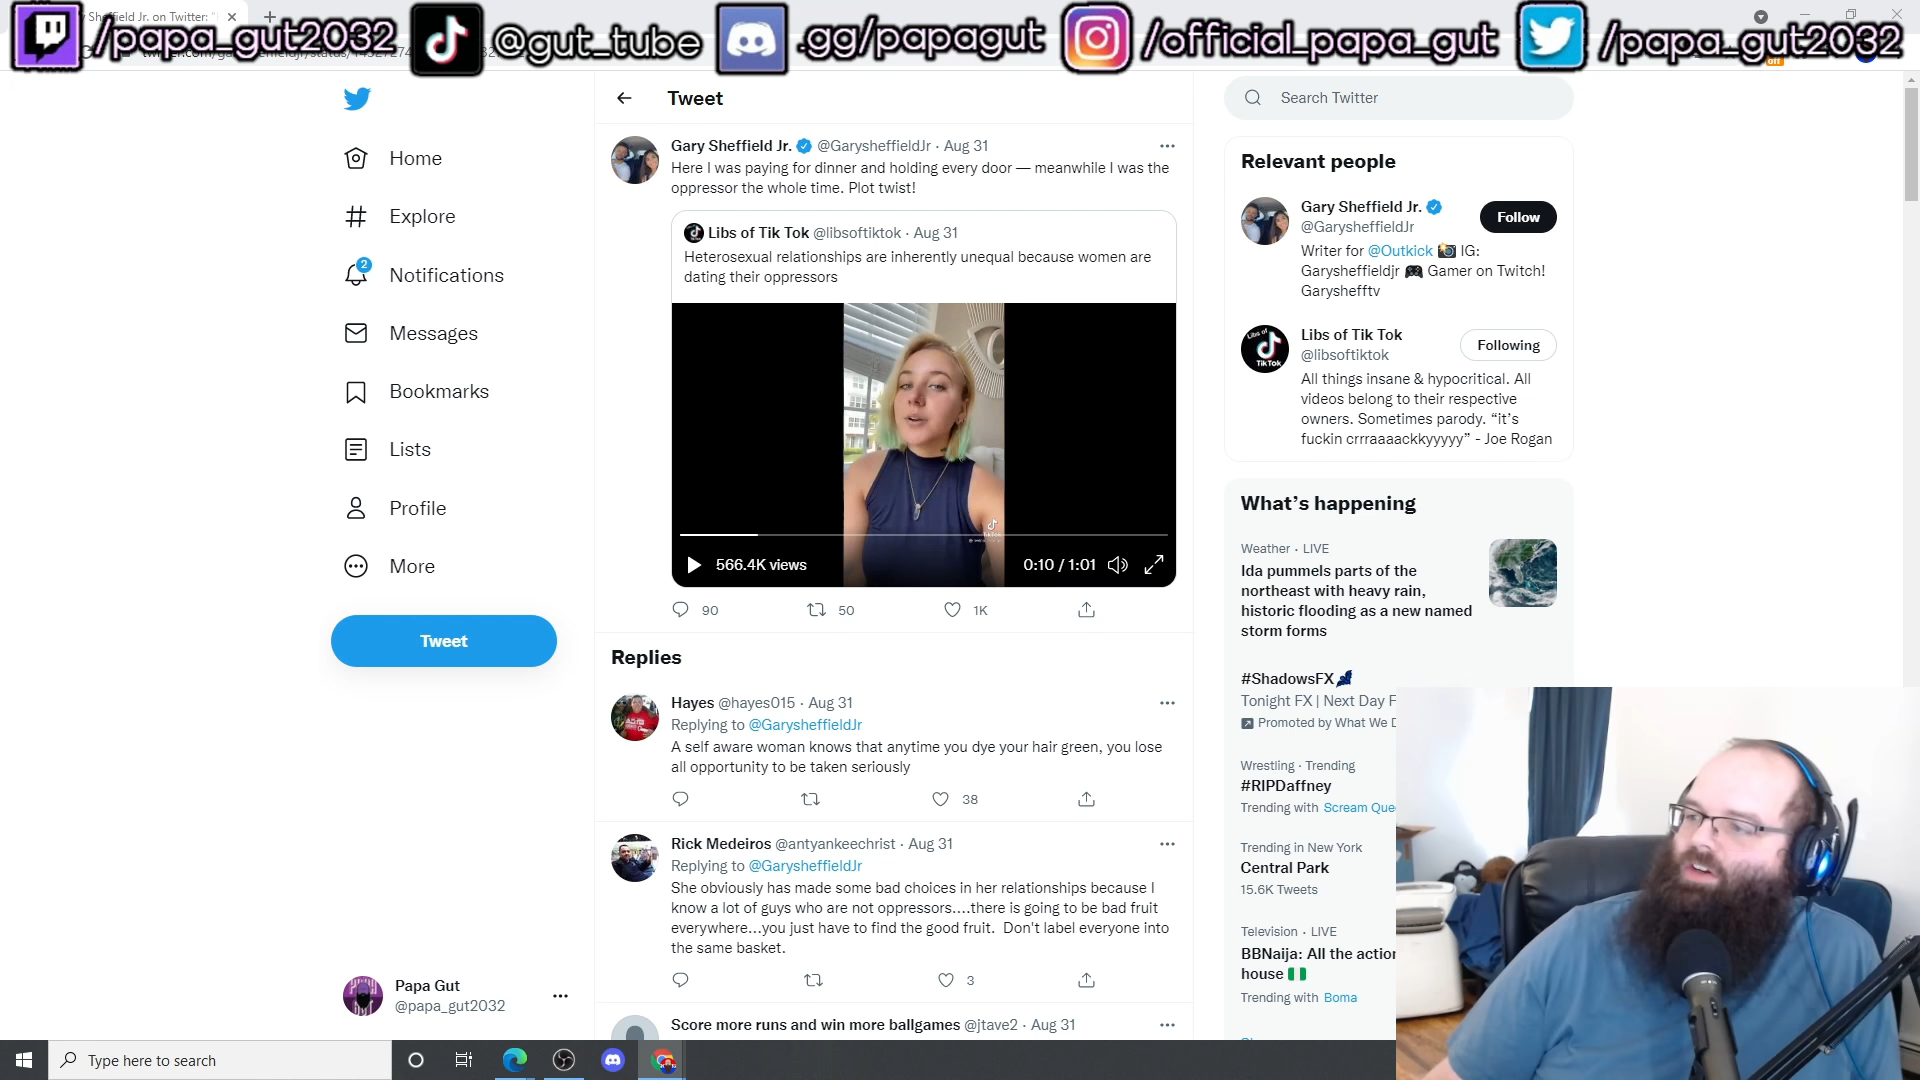 Sheffield Jr. on Twitter: "
/papa_gut2032
@gut_tube
.gg/papagut
/official_papa_gut
/papa_gut2032
off
Tweet
Search Twitter
Home
Explore
2
Notifications
Messages
Bookmarks
Lists
Profile
More
Tweet
Papa Gut
@papa_gut2032
Gary Sheffield Jr. @GarysheffieldJr · Aug 31
Here I was paying for dinner and holding every door — meanwhile I was the
oppressor the whole time. Plot twist!
Libs of Tik Tok @libsoftiktok · Aug 31
Heterosexual relationships are inherently unequal because women are
dating their oppressors
TikTok
566.4K views
0:10 / 1:01
90
50
1K
Replies
Hayes @hayes015 · Aug 31
Replying to @GarysheffieldJr
A self aware woman knows that anytime you dye your hair green, you lose
all opportunity to be taken seriously
38
Rick Medeiros @antyankeechrist · Aug 31
Replying to @GarysheffieldJr
She obviously has made some bad choices in her relationships because I
know a lot of guys who are not oppressors....there is going to be bad fruit
everywhere...you just have to find the good fruit. Don't label everyone into
the same basket.
3
Score more runs and win more ballgames @jtave2 · Aug 31
Relevant people
Gary Sheffield Jr.
@GarysheffieldJr
Follow
Writer for @Outkick IG:
Garysheffieldjr Gamer on Twitch!
Garyshefftv
Libs of TikTok
Libs of Tik Tok
@libsoftiktok
Following
All things insane & hypocritical. All
videos belong to their respective
owners. Sometimes parody. “it’s
fuckin crrraaaackkyyyyy” - Joe Rogan
What’s happening
Weather · LIVE
Ida pummels parts of the
northeast with heavy rain,
historic flooding as a new named
storm forms
#ShadowsFX
Tonight FX | Next Day F
Promoted by What We D
Wrestling · Trending
#RIPDaffney
Trending with Scream Que
Trending in New York
Central Park
15.6K Tweets
Television · LIVE
BBNaija: All the action
house
Trending with Boma
Type here to search